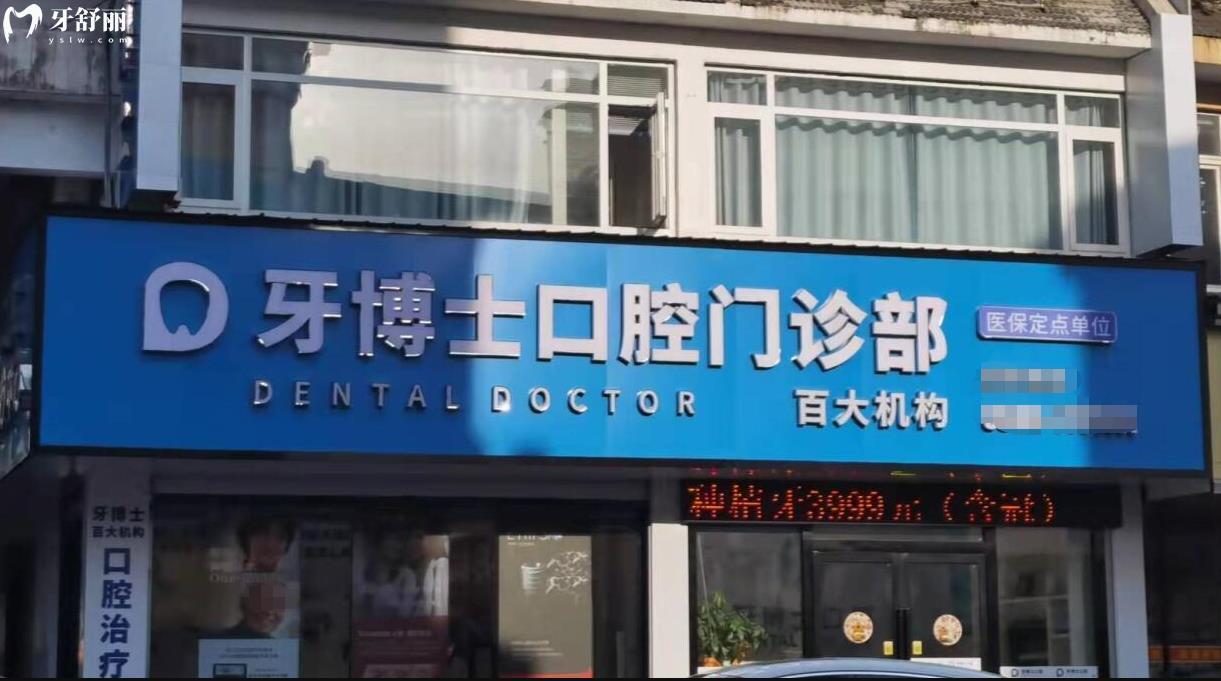 牙舒丽
yslw.com
牙博士口腔门诊部
医保定点单位
DENTAL DOCTOR
百大机构
种植牙3999元(含冠)
牙博士
百大机构
口腔治疗